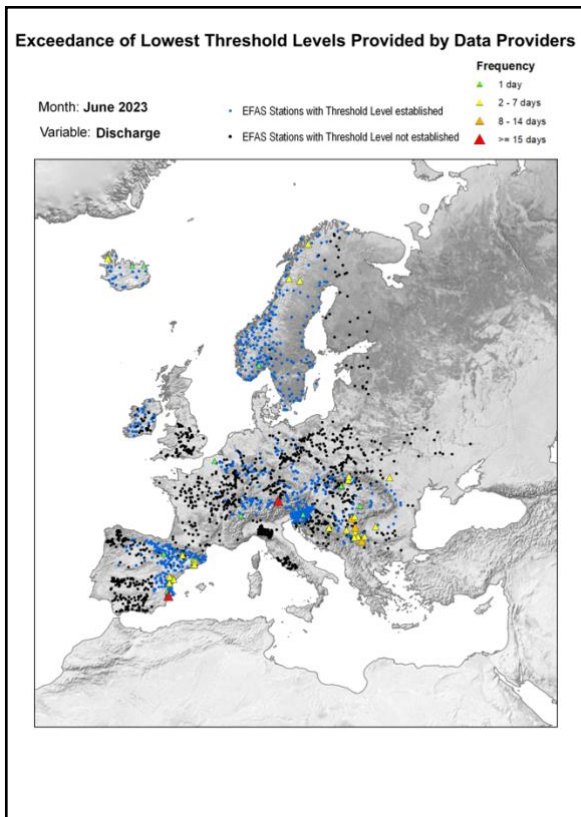 Exceedance of Lowest Threshold Levels Provided by Data Providers
Frequency
1 day
2 - 7 days
8 - 14 days
>= 15 days
Month: June 2023
Variable: Discharge
EFAS Stations with Threshold Level established
EFAS Stations with Threshold Level not established